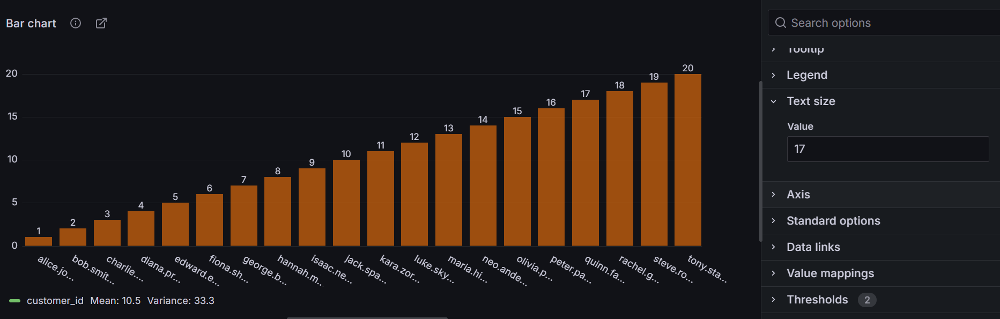 Bar chart
20
15
10
5
0
1
2
3
4
5
6
7
8
9
10
11
12
13
14
15
16
17
18
19
20
alice.jo...
bob.smit...
charlie....
diana.pr...
edward.e...
fiona.sh...
george.b...
hannah.m...
isaac.ne...
jack.spa...
kara.zor...
luke.sky...
maria.hi...
neo.ande...
olivia.p...
peter.pa...
quinn.fa...
rachel.g...
steve.ro...
tony.sta...
customer_id Mean: 10.5 Variance: 33.3
Search options
Tooltip
Legend
Text size
Value
17
Axis
Standard options
Data links
Value mappings
Thresholds 2